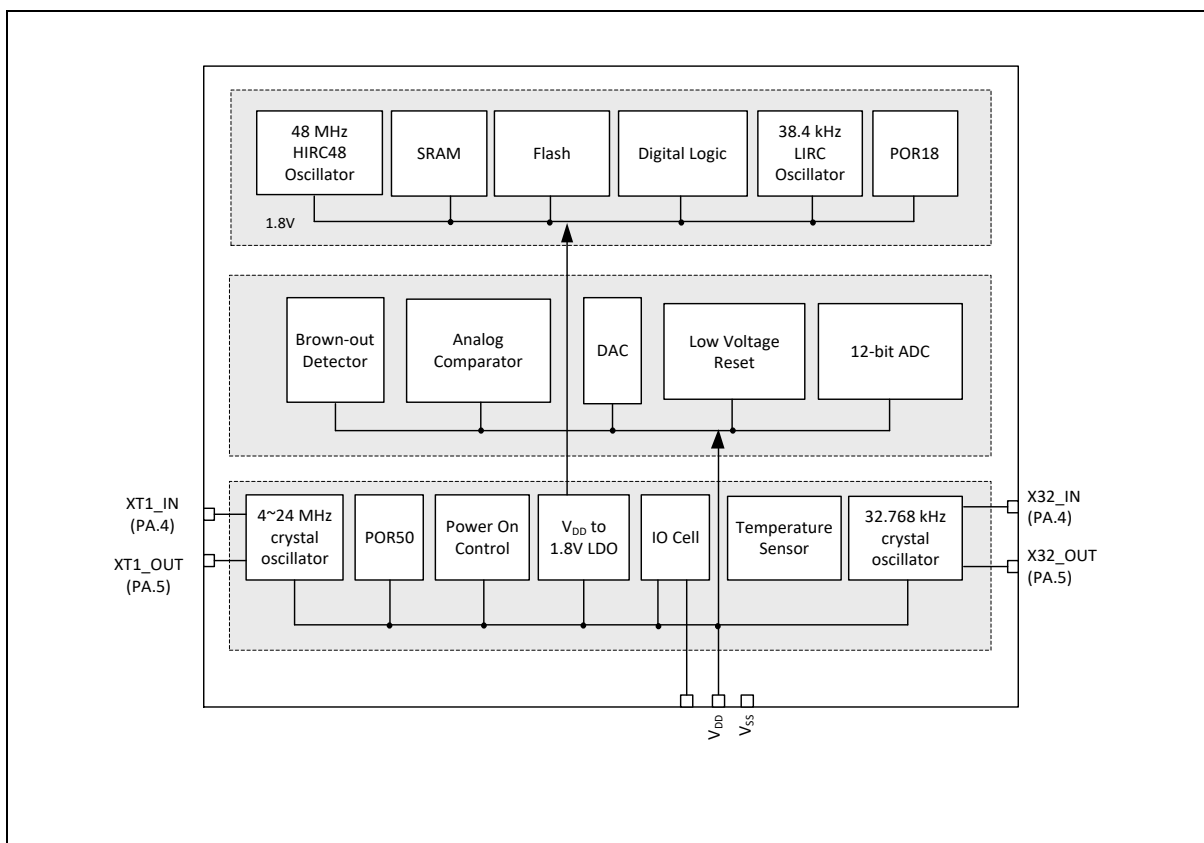 48 MHz
HIRC48
Oscillator
SRAM
Flash
Digital Logic
38.4 kHz
LIRC
Oscillator
POR18
1.8V
Brown-out
Detector
Analog
Comparator
DAC
Low Voltage
Reset
12-bit ADC
XT1_IN
(PA.4)
XT1_OUT
(PA.5)
4~24 MHz
crystal
oscillator
POR50
Power On
Control
VDD to
1.8V LDO
IO Cell
Temperature
Sensor
32.768 kHz
crystal
oscillator
X32_IN
(PA.4)
X32_OUT
(PA.5)
VDD
VSS